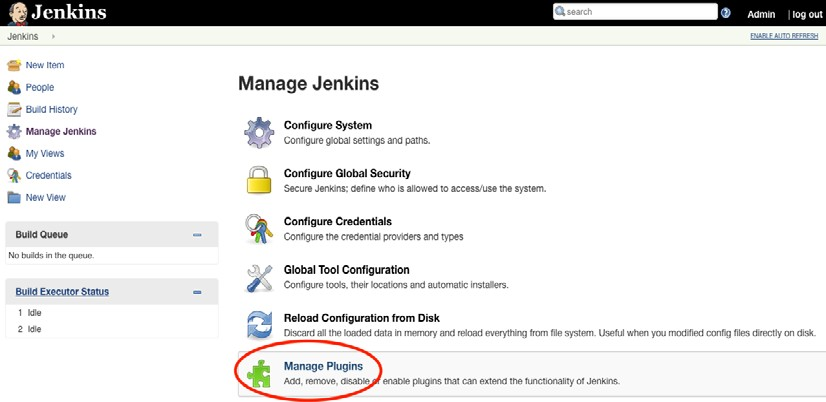 Jenkins
search
Admin | log out
Jenkins
ENABLE AUTO REFRESH
New Item
People
Build History
Manage Jenkins
My Views
Credentials
New View
Build Queue
No builds in the queue.
Build Executor Status
1 Idle
2 Idle
Manage Jenkins
Configure System
Configure global settings and paths.
Configure Global Security
Secure Jenkins; define who is allowed to access/use the system.
Configure Credentials
Configure the credential providers and types
Global Tool Configuration
Configure tools, their locations and automatic installers.
Reload Configuration from Disk
Discard all the loaded data in memory and reload everything from file system. Useful when you modified config files directly on disk.
Manage Plugins
Add, remove, disable or enable plugins that can extend the functionality of Jenkins.